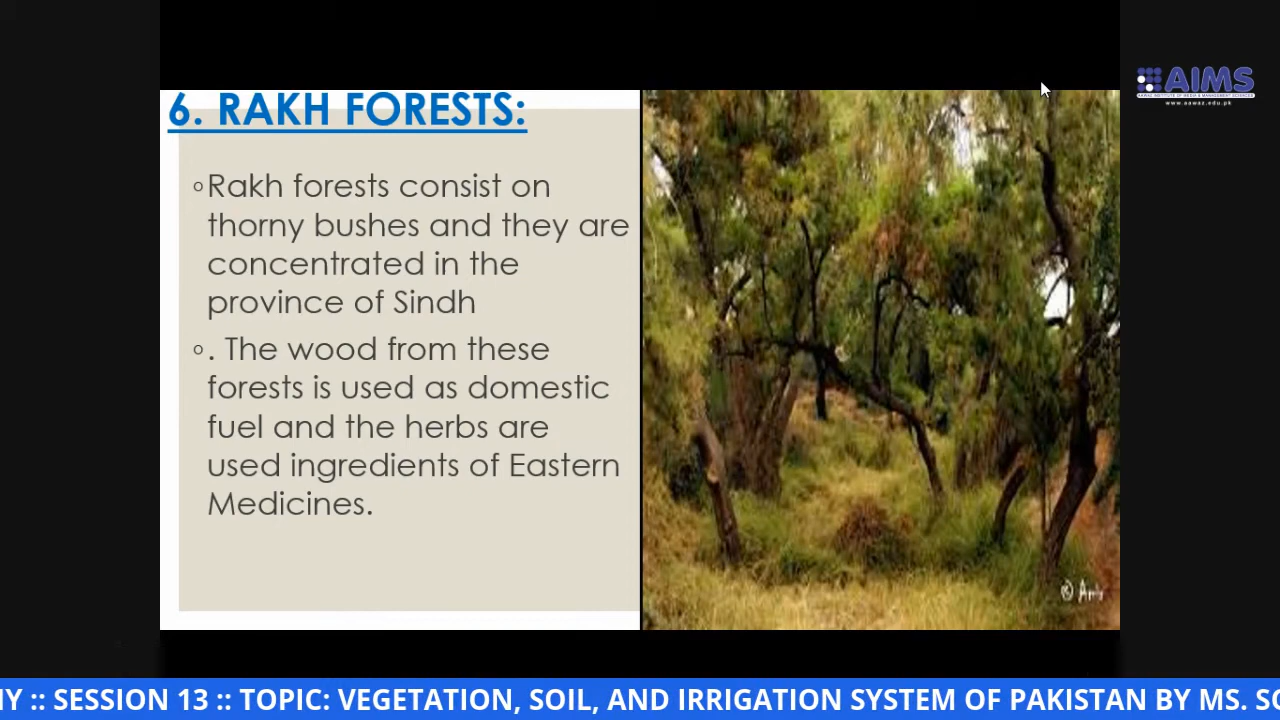 AIMS
www.aawaz.edu.pk
6. RAKH FORESTS:
◦Rakh forests consist on
thorny bushes and they are
concentrated in the
province of Sindh
◦. The wood from these
forests is used as domestic
fuel and the herbs are
used ingredients of Eastern
Medicines.
:: SESSION 13 :: TOPIC: VEGETATION, SOIL, AND IRRIGATION SYSTEM OF PAKISTAN BY MS.